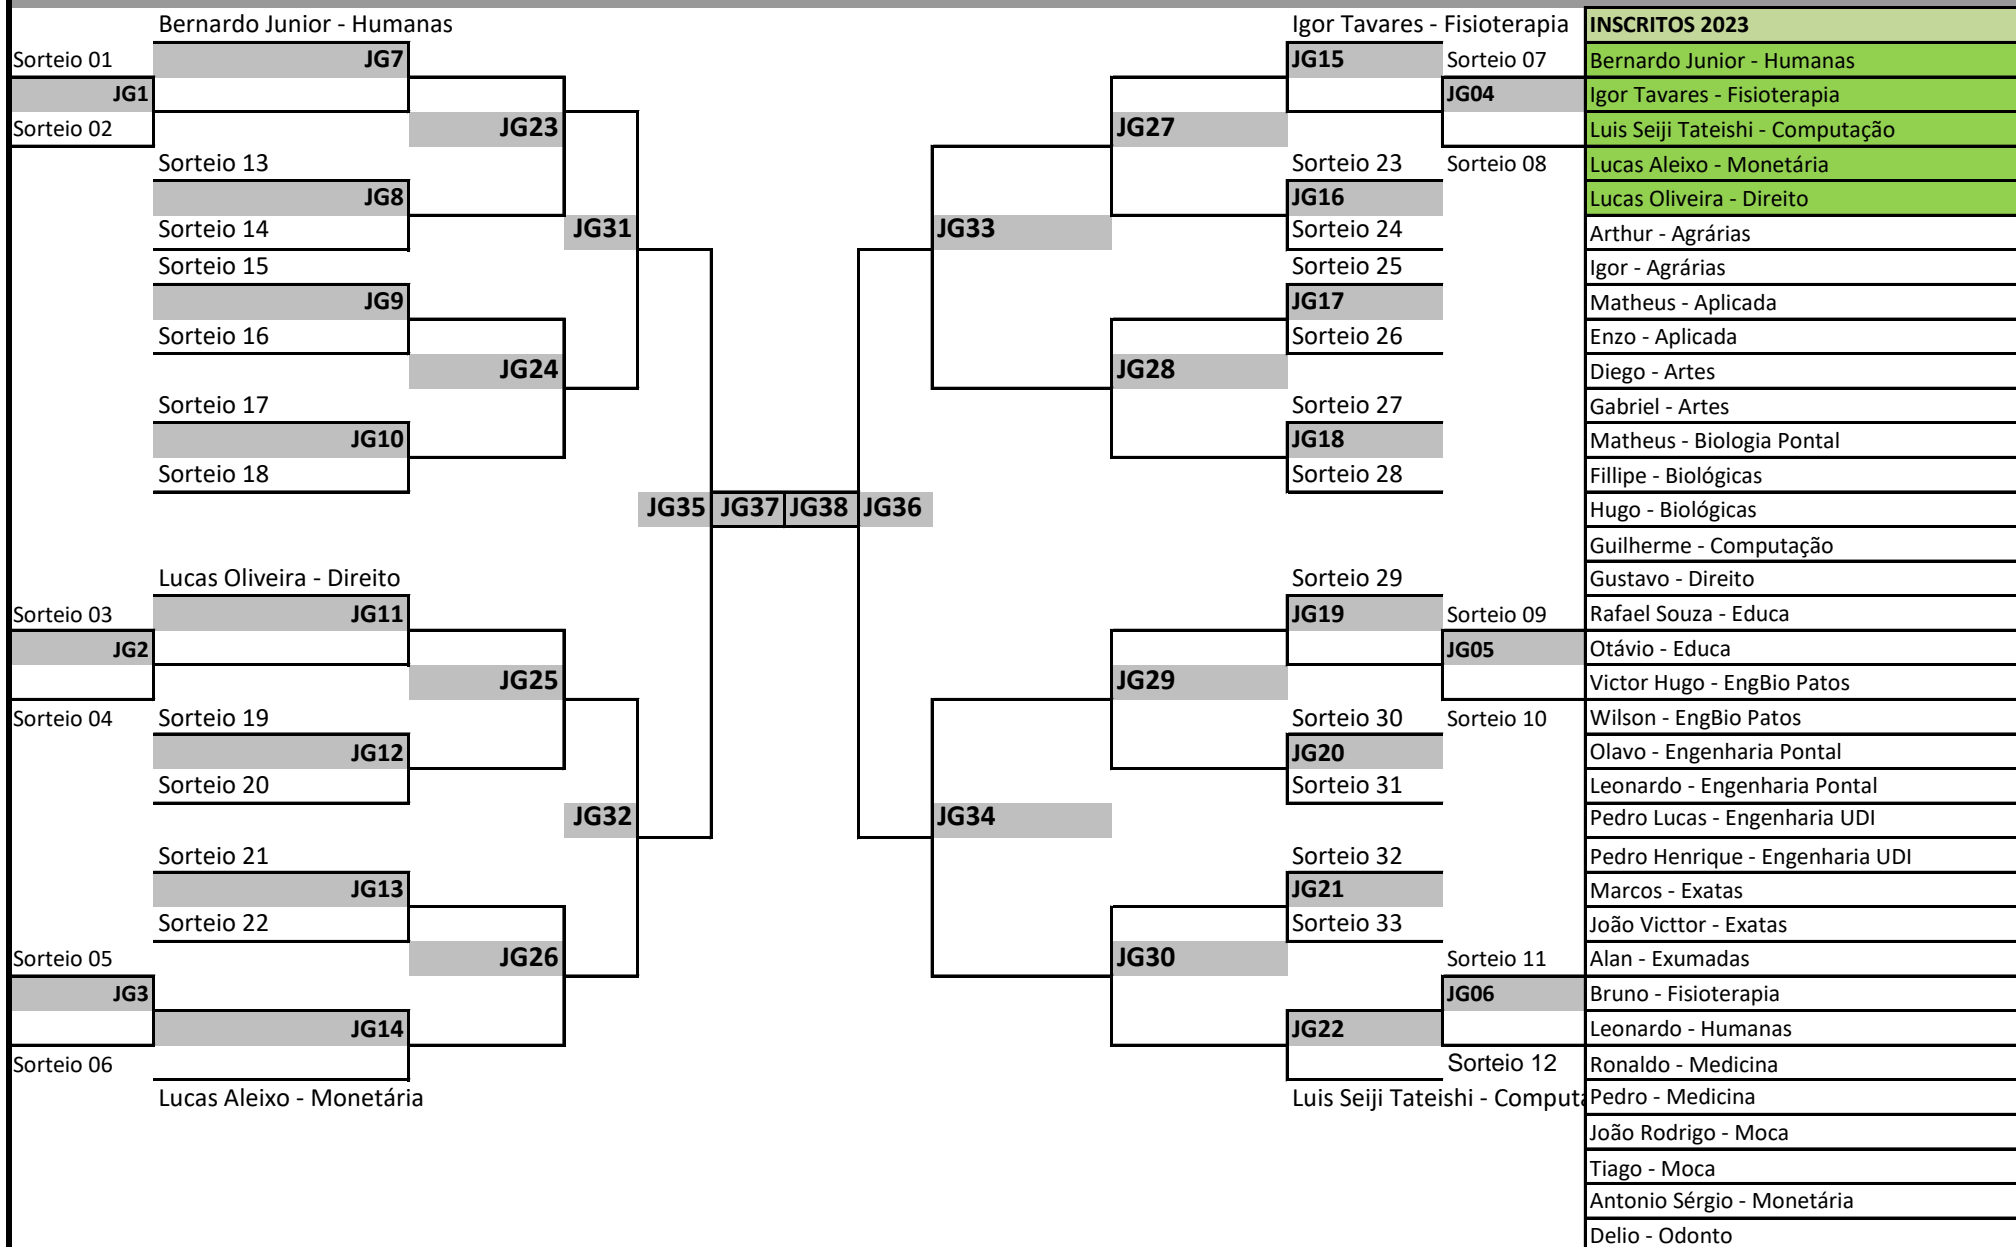 Bernardo Junior - Humanas
Igor Tavares - Fisioterapia
INSCRITOS 2023
Sorteio 01
JG7
JG15
Sorteio 07
Bernardo Junior - Humanas
JG1
JG04
Igor Tavares - Fisioterapia
Sorteio 02
JG23
JG27
Luis Seiji Tateishi - Computação
Sorteio 13
Sorteio 23
Sorteio 08
Lucas Aleixo - Monetária
JG8
JG16
Lucas Oliveira - Direito
Sorteio 14
JG31
JG33
Sorteio 24
Arthur - Agrárias
Sorteio 15
Sorteio 25
Igor - Agrárias
JG9
JG17
Matheus - Aplicada
Sorteio 16
Sorteio 26
Enzo - Aplicada
JG24
JG28
Diego - Artes
Sorteio 17
Sorteio 27
Gabriel - Artes
JG10
JG18
Matheus - Biologia Pontal
Sorteio 18
Sorteio 28
Fillipe - Biológicas
JG35
JG37
JG38
JG36
Hugo - Biológicas
Guilherme - Computação
Lucas Oliveira - Direito
Sorteio 29
Gustavo - Direito
Sorteio 03
JG11
JG19
Sorteio 09
Rafael Souza - Educa
JG2
JG05
Otávio - Educa
JG25
JG29
Victor Hugo - EngBio Patos
Sorteio 04
Sorteio 19
Sorteio 30
Sorteio 10
Wilson - EngBio Patos
JG12
JG20
Olavo - Engenharia Pontal
Sorteio 20
Sorteio 31
Leonardo - Engenharia Pontal
JG32
JG34
Pedro Lucas - Engenharia UDI
Sorteio 21
Sorteio 32
Pedro Henrique - Engenharia UDI
JG13
JG21
Marcos - Exatas
Sorteio 22
Sorteio 33
João Victtor - Exatas
Sorteio 05
JG26
JG30
Sorteio 11
Alan - Exumadas
JG3
JG06
Bruno - Fisioterapia
JG14
JG22
Leonardo - Humanas
Sorteio 06
Sorteio 12
Ronaldo - Medicina
Lucas Aleixo - Monetária
Luis Seiji Tateishi - Computa
Pedro - Medicina
João Rodrigo - Moca
Tiago - Moca
Antonio Sérgio - Monetária
Delio - Odonto